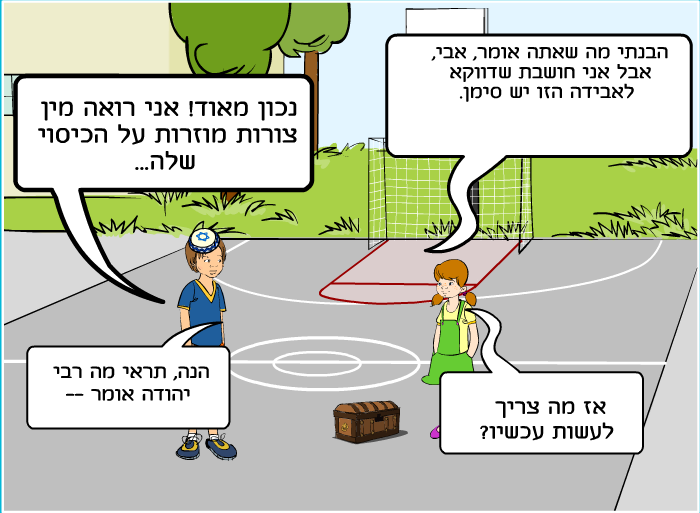 הבנתי מה שאתה אומר, אבי,
אבל אני חושבת שדווקא
לאבידה הזו יש סימן.
נכון מאוד! אני רואה מין
צורות מוזרות על הכיסוי
שלה...
אז מה צריך
לעשות עכשיו?
הנה, תראי מה רבי
יהודה אומר --